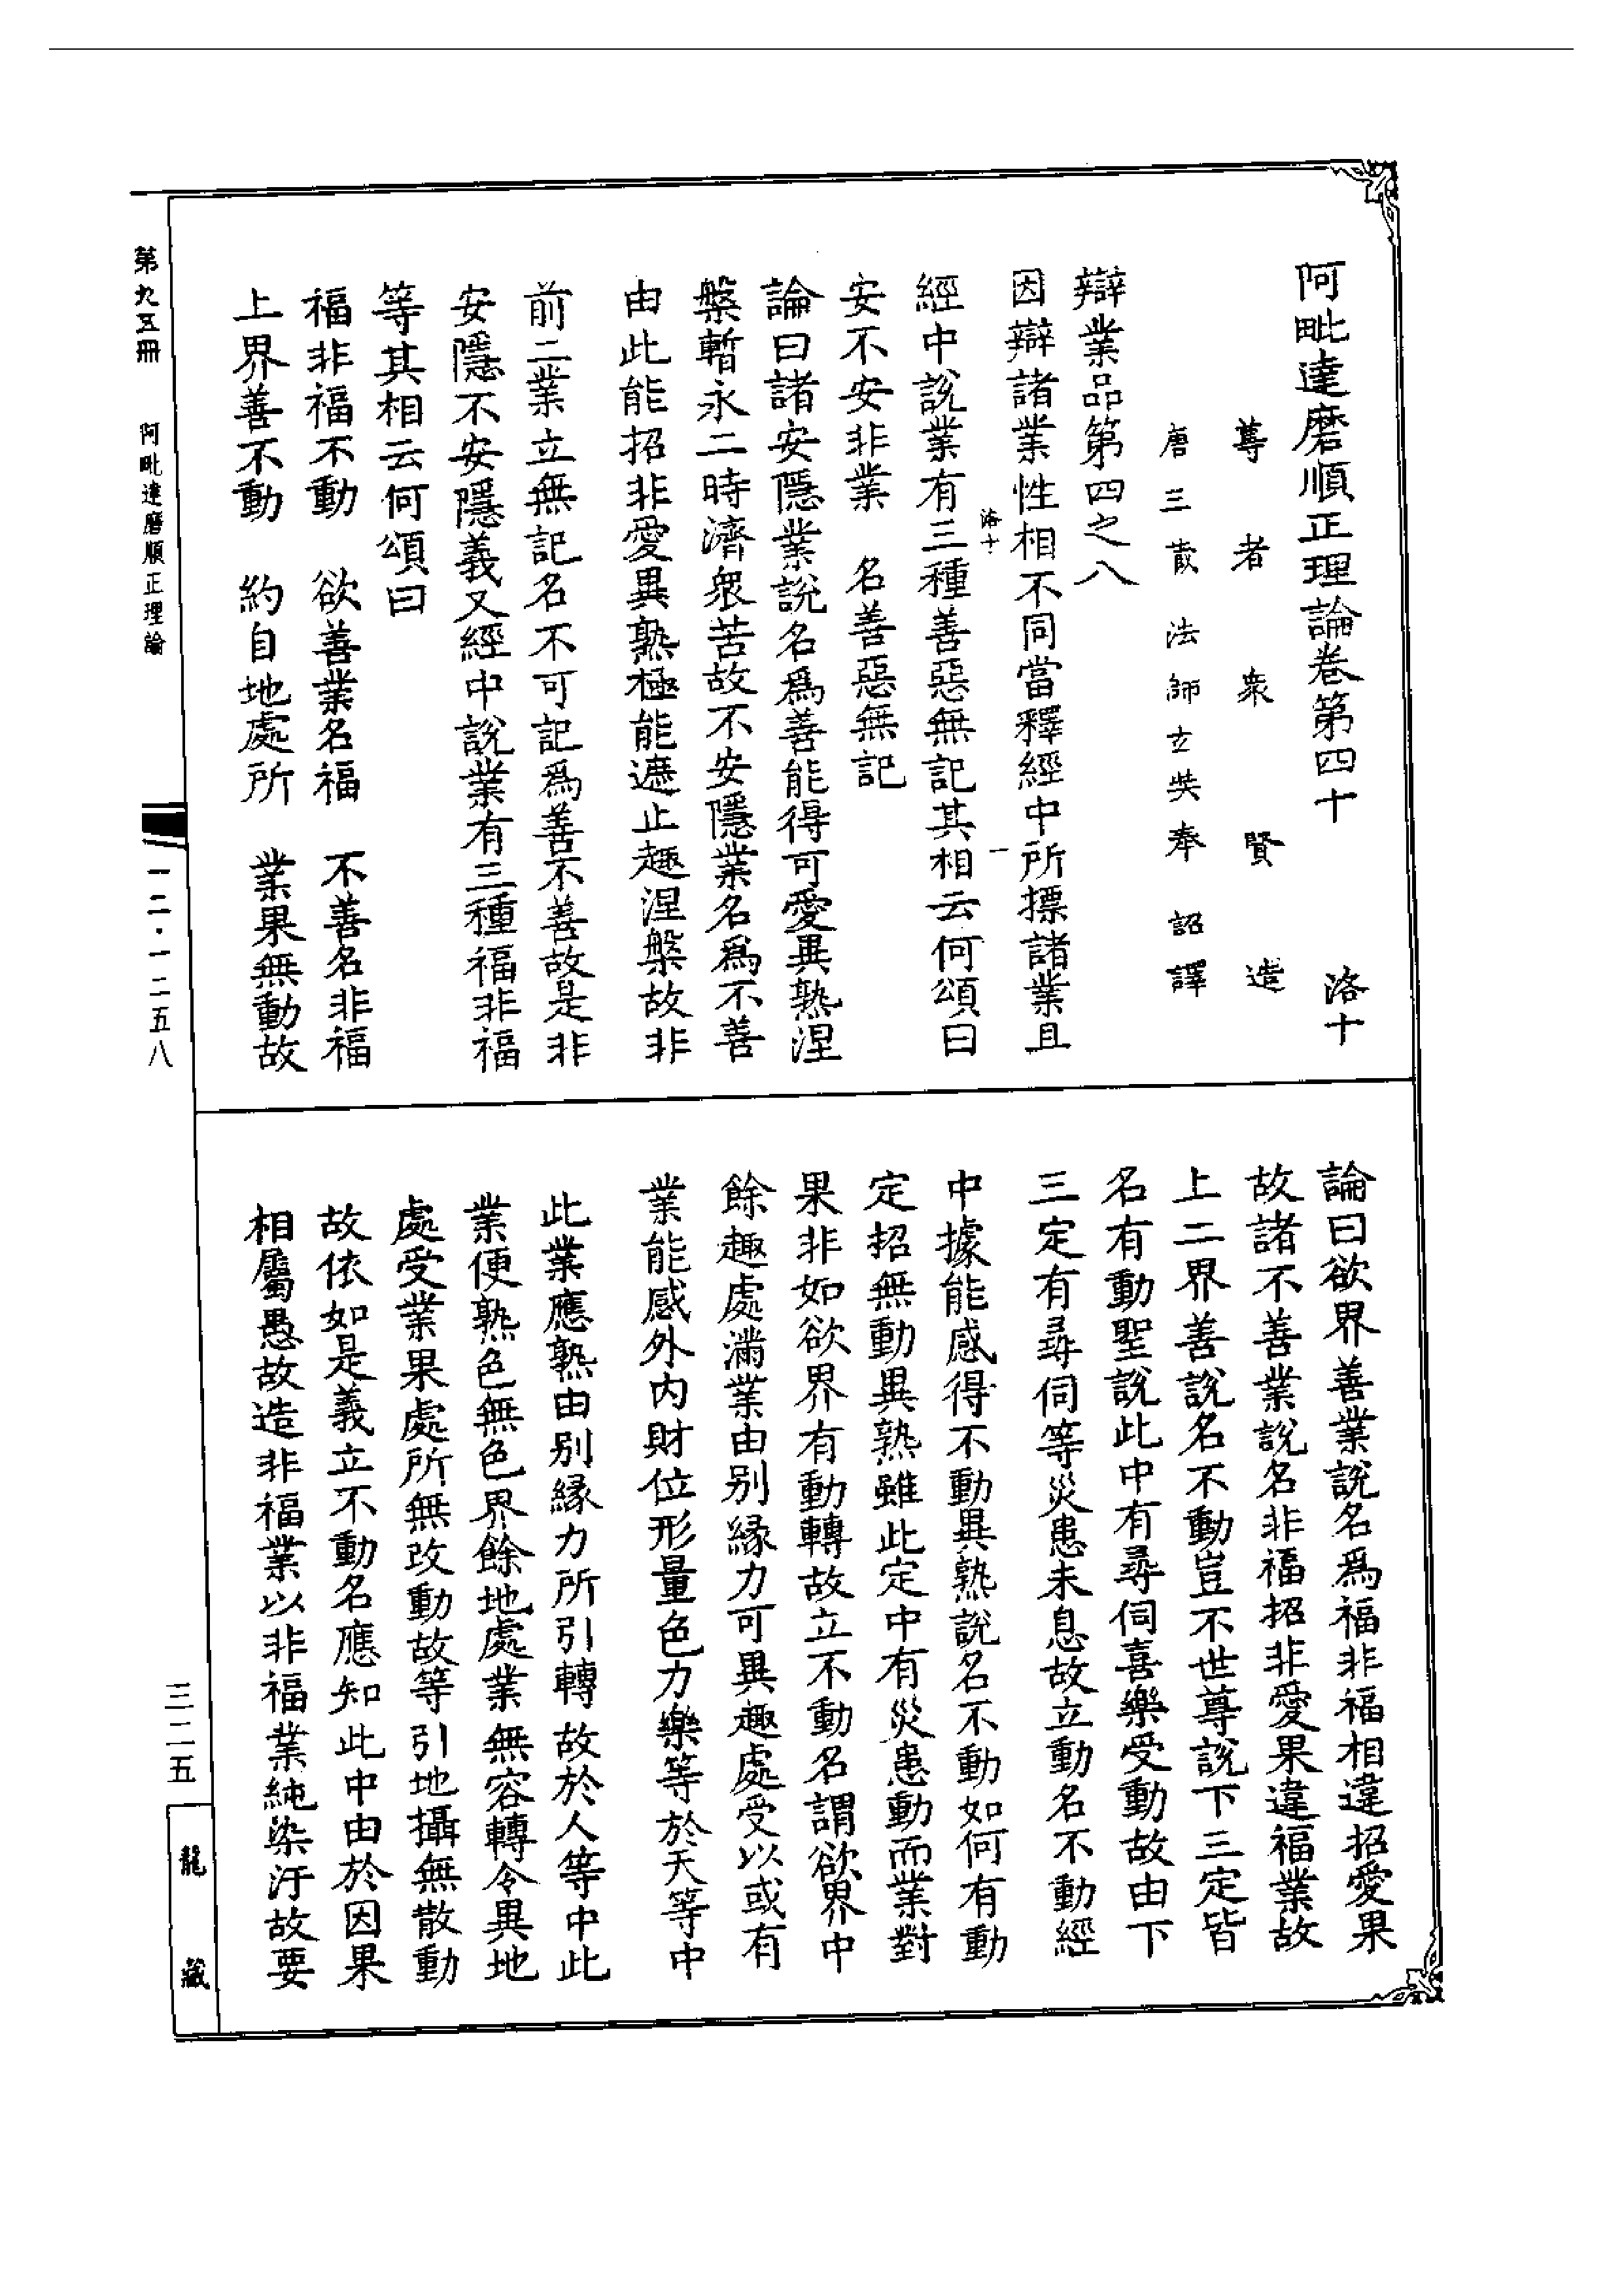 阿毗達磨順正理論卷第四十　洛十
尊者衆賢造
唐三藏法師玄奘奉　詔譯
辯業品第四之八
因辯諸業性相不同當釋經中所摽諸業且
洛十　一
經中說業有三種善惡無記其相云何頌曰
安不安非業　名善惡無記
論曰諸安隱業說名爲善能得可愛異熟涅
槃暫永二時濟衆苦故不安隱業名爲不善
由此能招非愛異熟極能遮止趣涅槃故非
前二業立無記名不可記爲善不善故是非
安隱不安隱義又經中說業有三種福非福
等其相云何頌曰
福非福不動　欲善業名福　不善名非福
上界善不動　約自地處所　業果無動故
論曰欲界善業說名爲福非福相違招愛果
故諸不善業說名非福招非愛果違福業故
上二界善說名不動豈不世尊說下三定皆
名有動聖說此中有尋伺喜樂受動故由下
三定有尋伺等災患未息故立動名不動經
中據能感得不動異熟說名不動如何有動
定招無動異熟雖此定中有災患動而業對
果非如欲界有動轉故立不動名謂欲界中
餘趣處滿業由别縁力可異趣處受以或有
業能感外内財位形量色力樂等於天等中
此業應熟由别縁力所引轉故於人等中此
業便熟色無色界餘地處業無容轉令異地
處受業果處所無改動故等引地攝無散動
故依如是義立不動名應知此中由於因果
相屬愚故造非福業以非福業純染汙故要
第九五冊　阿毗達磨順正理論　一二·一二五八
三二五　龍藏